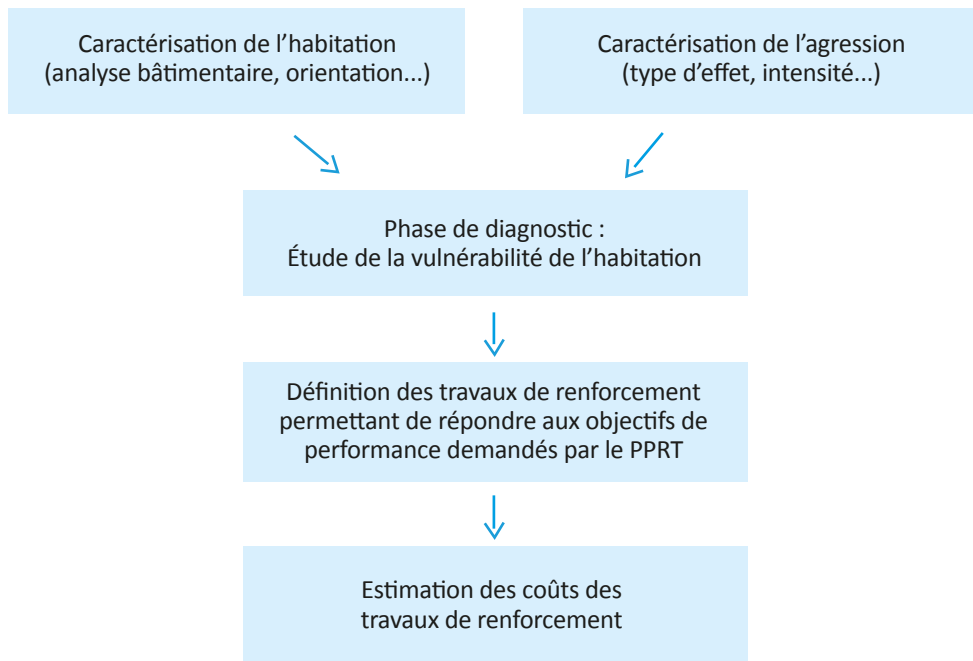 Caractérisation de l’habitation
(analyse bâtimentaire, orientation...)
Caractérisation de l’agression
(type d’effet, intensité...)
Phase de diagnostic :
Étude de la vulnérabilité de l’habitation
Définition des travaux de renforcement
permettant de répondre aux objectifs de
performance demandés par le PPRT
Estimation des coûts des
travaux de renforcement